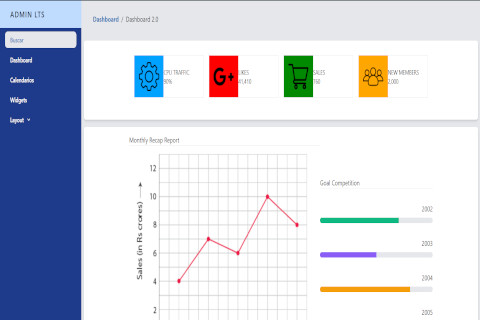 ADMIN LTS
Buscar
Dashboard
Calendarios
Widgets
Layout
Dashboard / Dashboard 2.0
CPU TRAFFIC
90%
G+
LIKES
41,410
SALES
760
NEW MEMBERS
2,000
Monthly Recap Report
Sales (in Rs crores)
12
10
8
6
4
2
Goal Competition
2002
2003
2004
2005